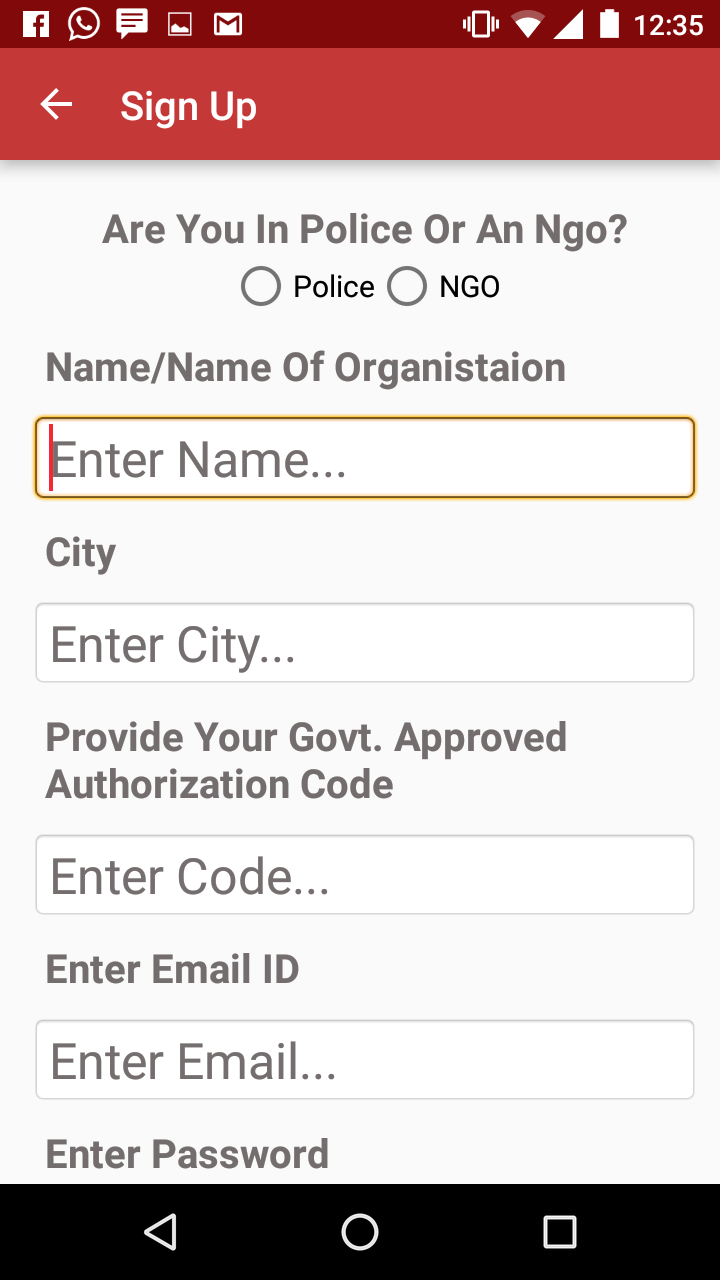 12:35
Sign Up
Are You In Police Or An Ngo?
Police NGO
Name/Name Of Organistaion
Enter Name...
City
Enter City...
Provide Your Govt. Approved
Authorization Code
Enter Code...
Enter Email ID
Enter Email...
Enter Password